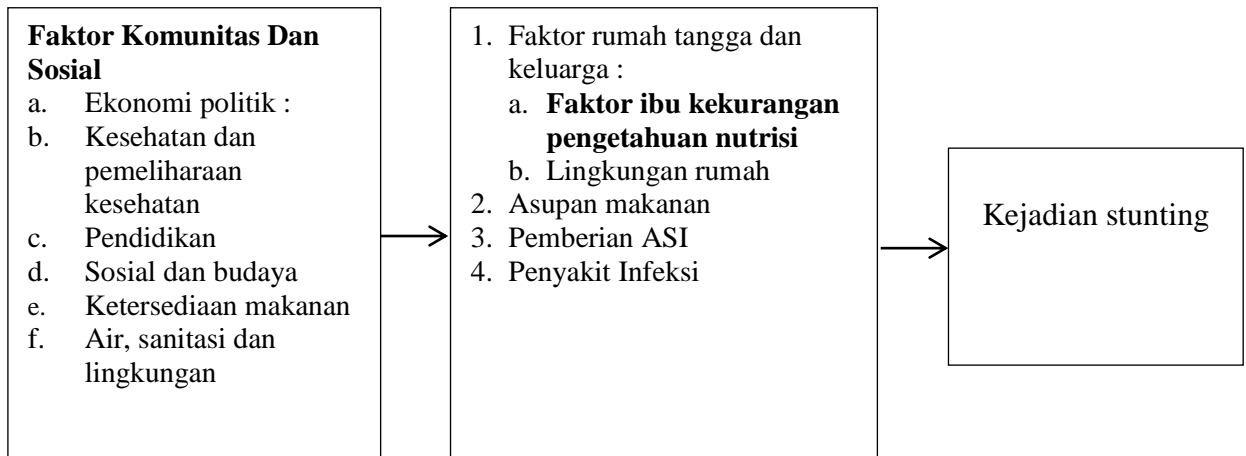 Faktor Komunitas Dan
Sosial
a. Ekonomi politik :
b. Kesehatan dan
pemeliharaan
kesehatan
c. Pendidikan
d. Sosial dan budaya
e. Ketersediaan makanan
f. Air, sanitasi dan
lingkungan
1. Faktor rumah tangga dan
keluarga :
a. Faktor ibu kekurangan
pengetahuan nutrisi
b. Lingkungan rumah
2. Asupan makanan
3. Pemberian ASI
4. Penyakit Infeksi
Kejadian stunting